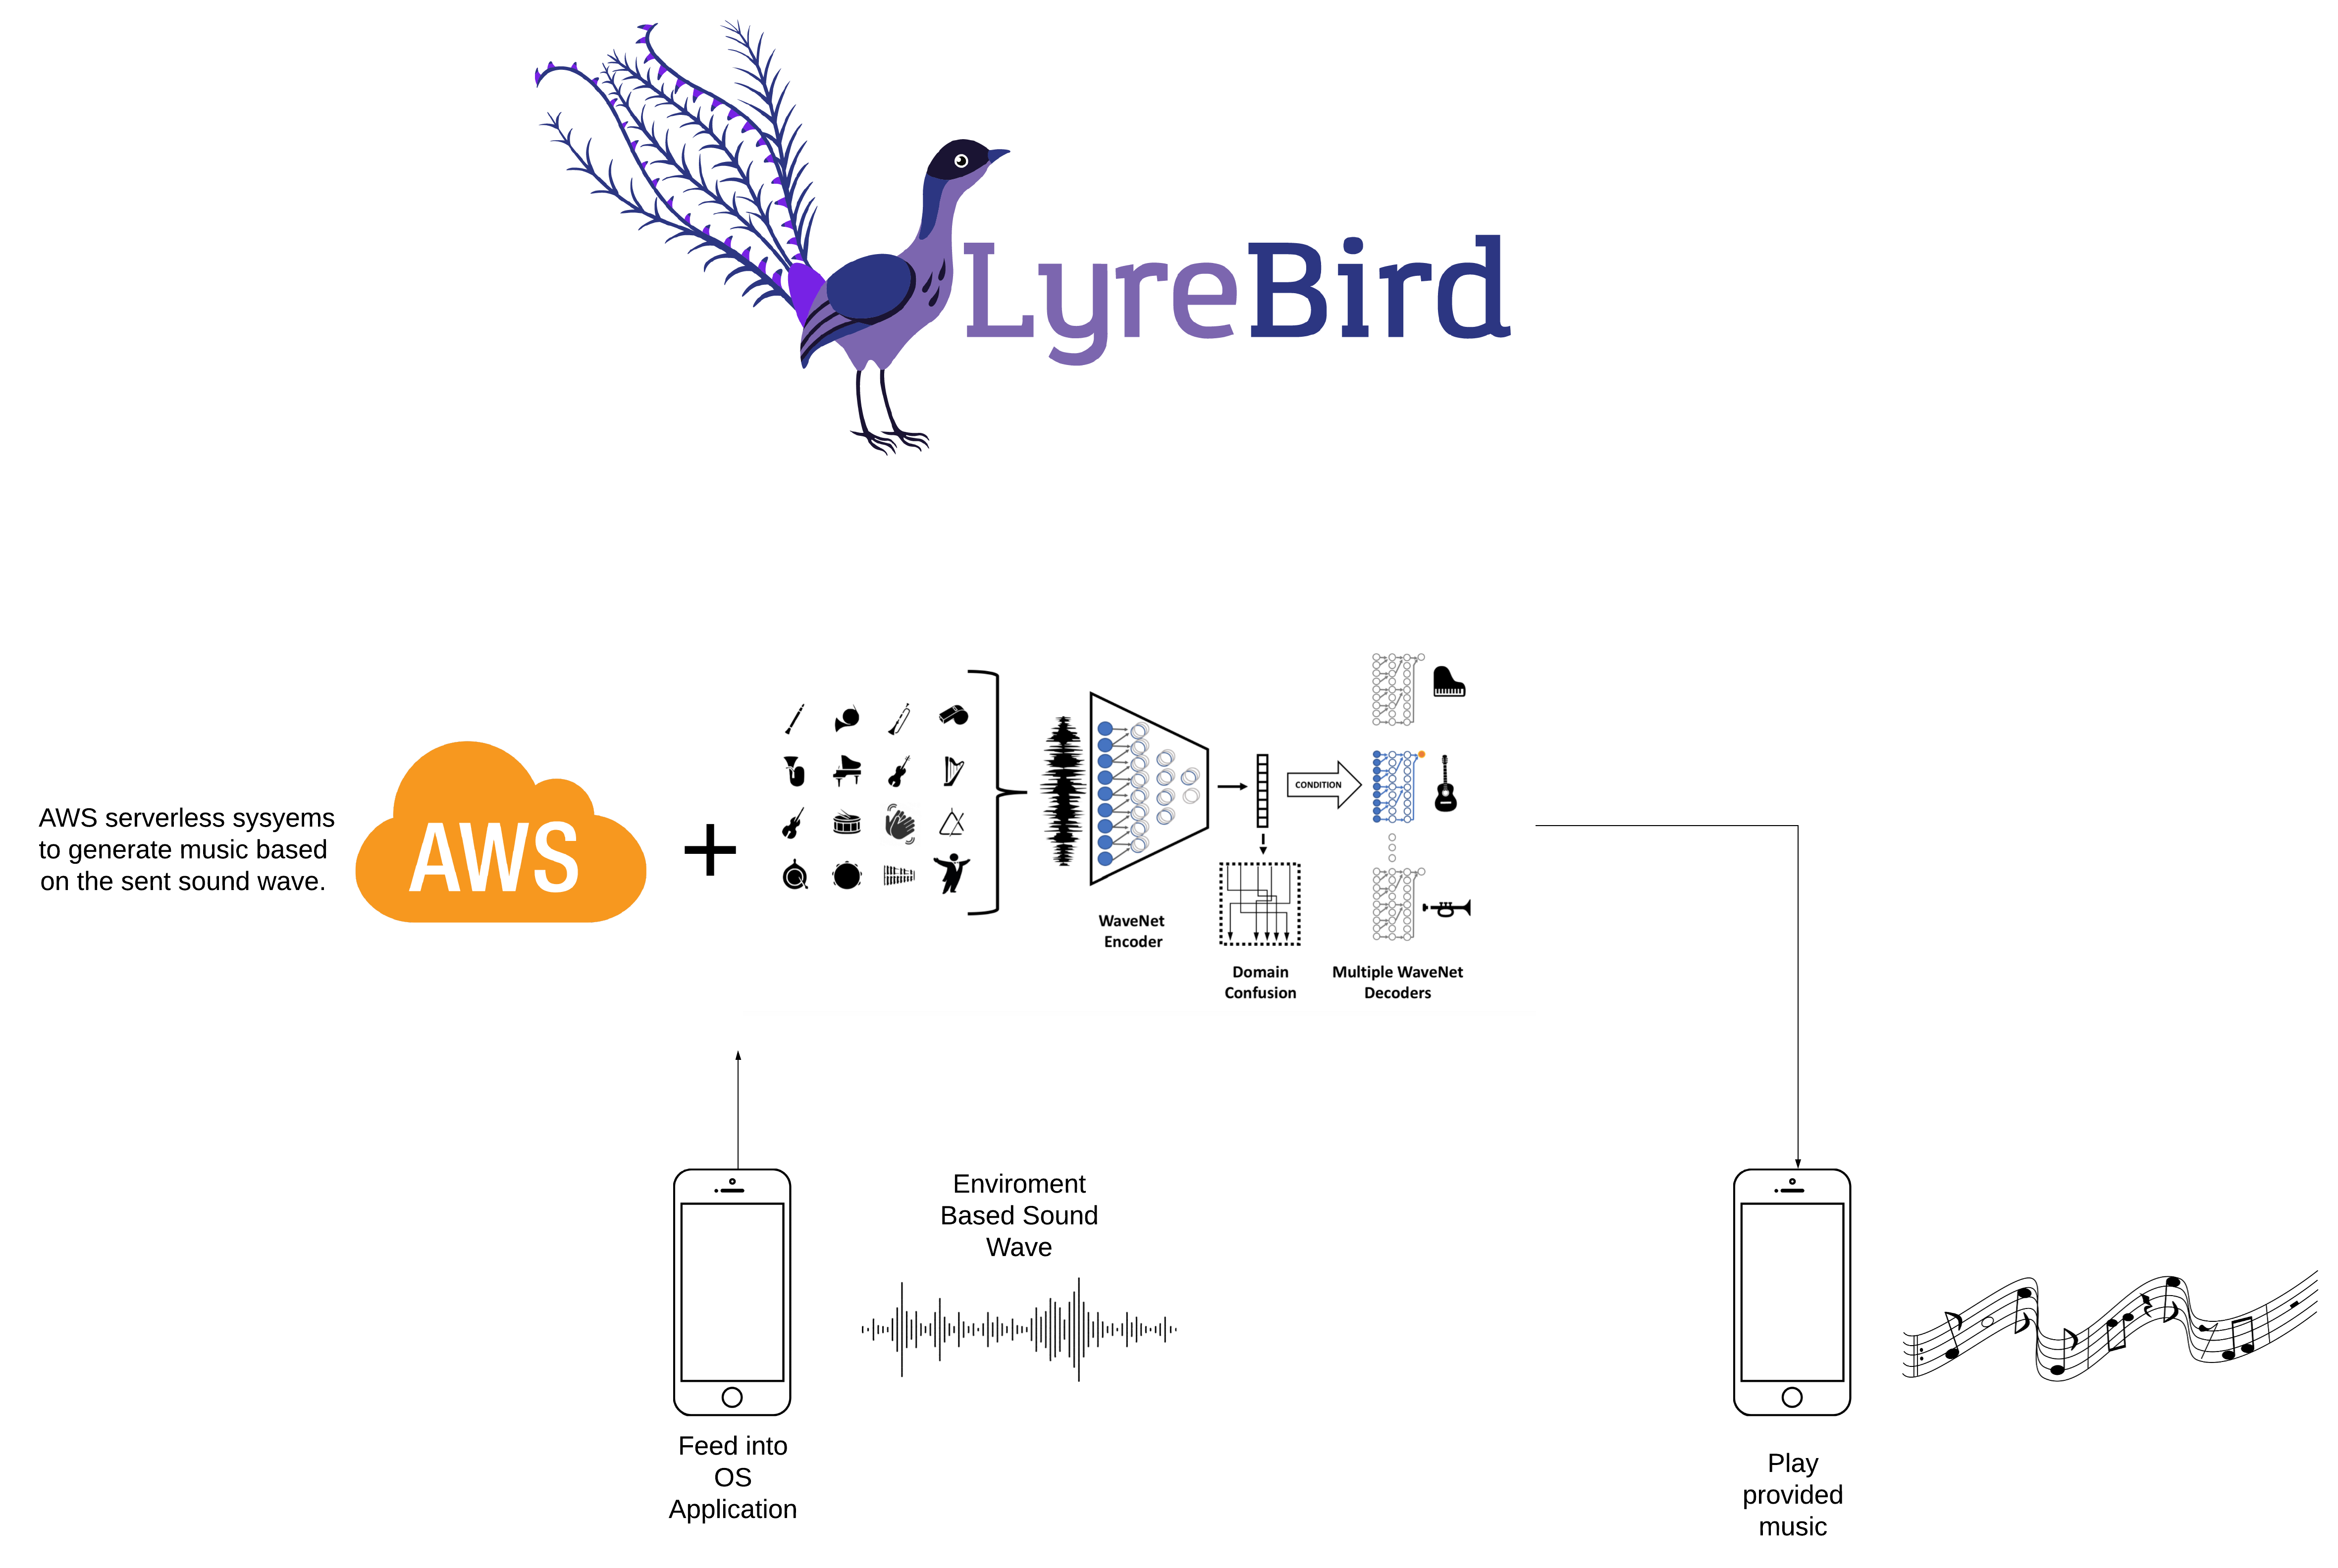 LyreBird
AWS serverless sysyems
to generate music based
on the sent sound wave.
AWS
CONDITION
WaveNet
Encoder
Domain
Confusion
Multiple WaveNet
Decoders
Enviroment
Based Sound
Wave
Feed into
OS
Application
Play
provided
music